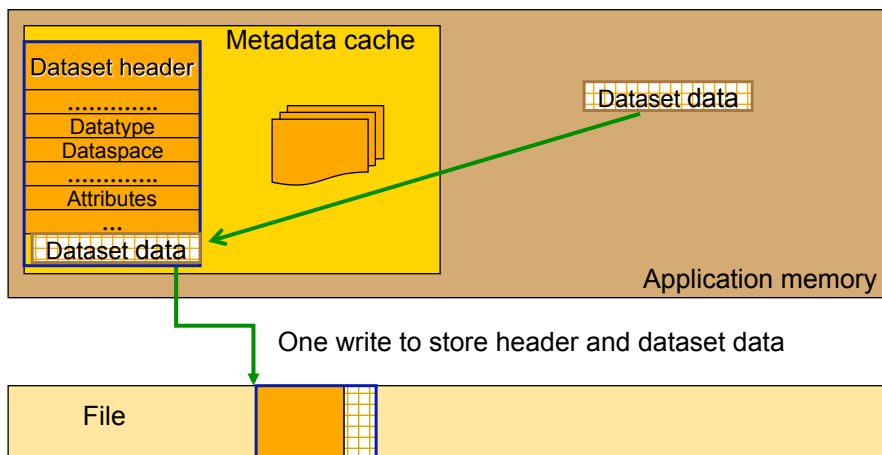 Metadata cache
Dataset header
.............
Datatype
Dataspace
.............
Attributes
...
Dataset data
Dataset data
Application memory
One write to store header and dataset data
File